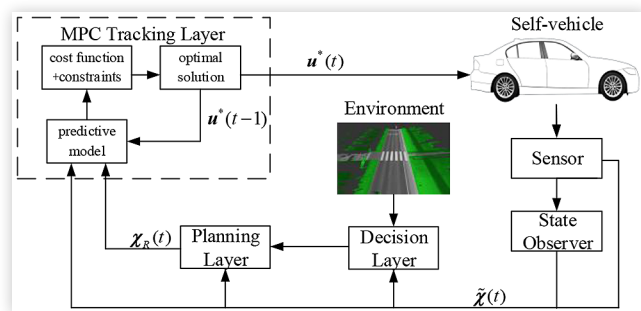 MPC Tracking Layer
cost function
+constraints
optimal
solution
u*(t)
u*(t−1)
predictive
model
Self-vehicle
Environment
Sensor
State
Observer
χ_R(t)
Planning
Layer
Decision
Layer
χ̃(t)